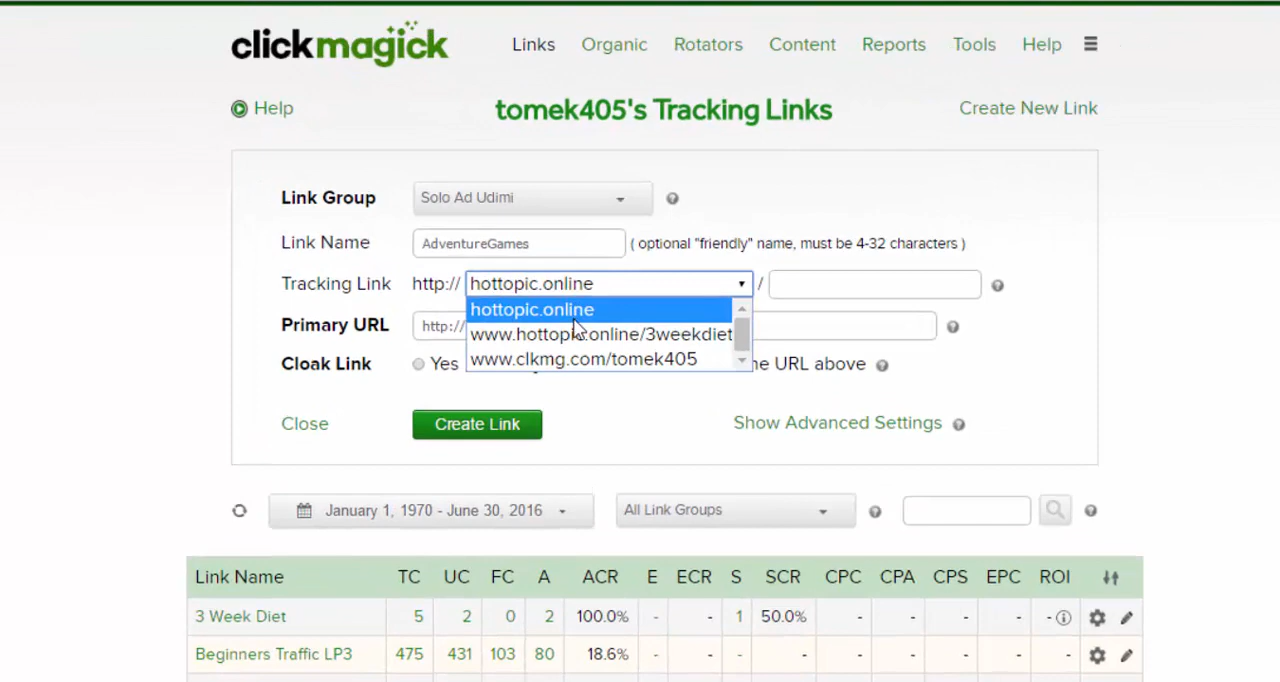 clickmagick
Links Organic Rotators Content Reports Tools Help
Help
tomek405's Tracking Links
Create New Link
Link Group Solo Ad Udimi
Link Name AdventureGames ( optional "friendly" name, must be 4-32 characters )
Tracking Link http:// hottopic.online /
hottopic.online
Primary URL http://
www.hottopic.online/3weekdiet
www.clkmg.com/tomek405
Cloak Link Yes URL above
Close Create Link Show Advanced Settings
January 1, 1970 - June 30, 2016 All Link Groups
Link Name TC UC FC A ACR E ECR S SCR CPC CPA CPS EPC ROI
3 Week Diet 5 2 0 2 100.0% - - 1 50.0% - - - - -
Beginners Traffic LP3 475 431 103 80 18.6% - - - - - - - - -